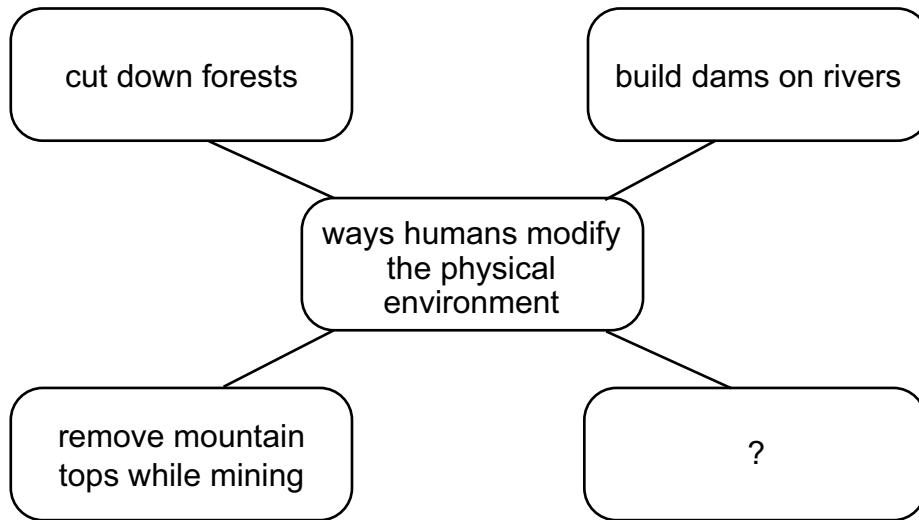 cut down forests
build dams on rivers
ways humans modify
the physical
environment
remove mountain
tops while mining
?